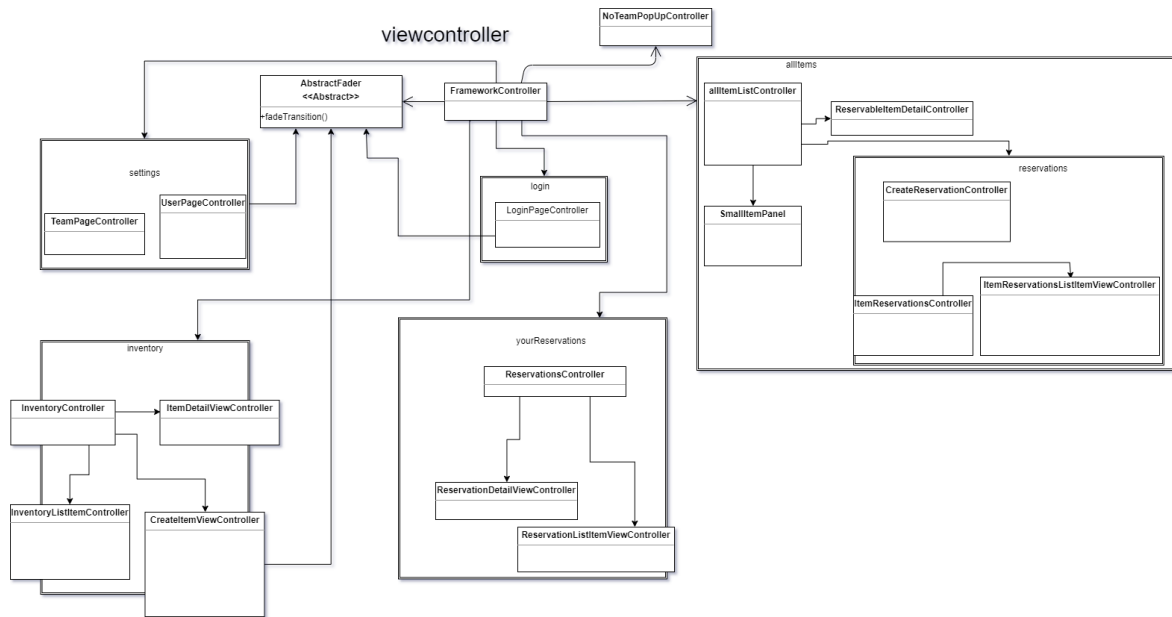 NoTeamPopUpController
viewcontroller
allItems
AbstractFader
<<Abstract>>
+fadeTransition()
FrameworkController
allItemListController
ReservableItemDetailController
settings
UserPageController
TeamPageController
login
LoginPageController
reservations
CreateReservationController
SmallItemPanel
ItemReservationsListItemViewController
ItemReservationsController
inventory
InventoryController
ItemDetailViewController
InventoryListItemController
CreateItemViewController
yourReservations
ReservationsController
ReservationDetailViewController
ReservationListItemViewController